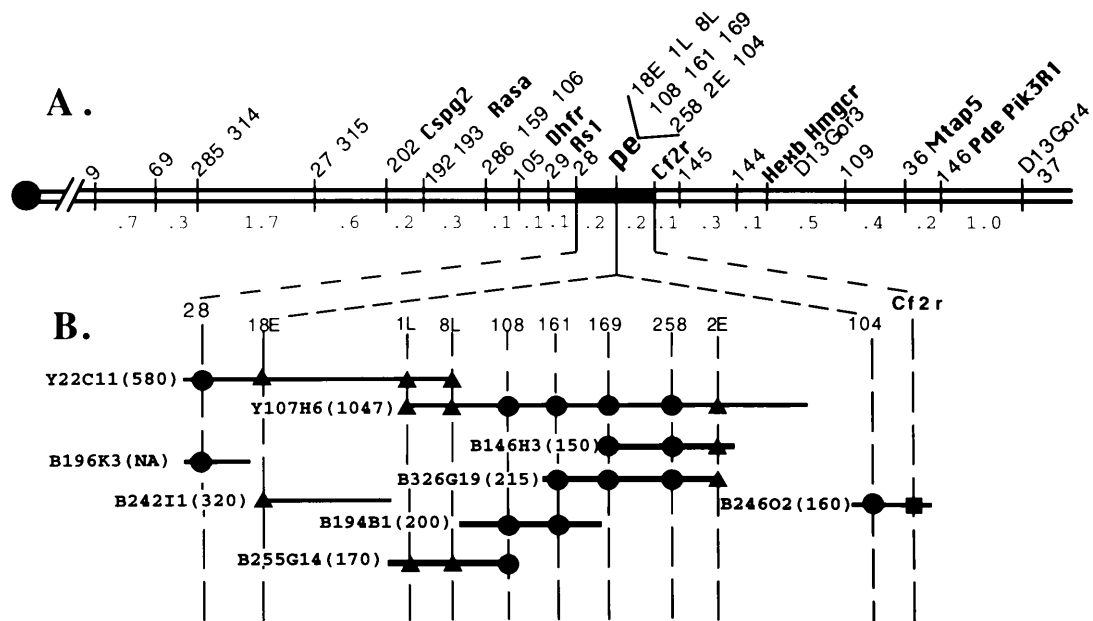 A.
9
69
285 314
27 315
202 Cspg2
192 193 Rasa
286 159 106
105 Dhfr
29 Rs1
28
pe
18E 1L 8L
108 161 169
258 2E 104
Cf2r
145
144
Hexb Hmgcr
D13Gor3
109
36 Mtap5
146 Pde Pik3R1
D13Gor4
37
.7 .3 1.7 .6 .2 .3 .1 .1 .1 .2 .2 .1 .3 .1 .5 .4 .2 1.0
B.
28 18E 1L 8L 108 161 169 258 2E 104 Cf2r
Y22C11(580)
Y107H6(1047)
B146H3(150)
B196K3(NA)
B326G19(215)
B242I1(320)
B246O2(160)
B194B1(200)
B255G14(170)